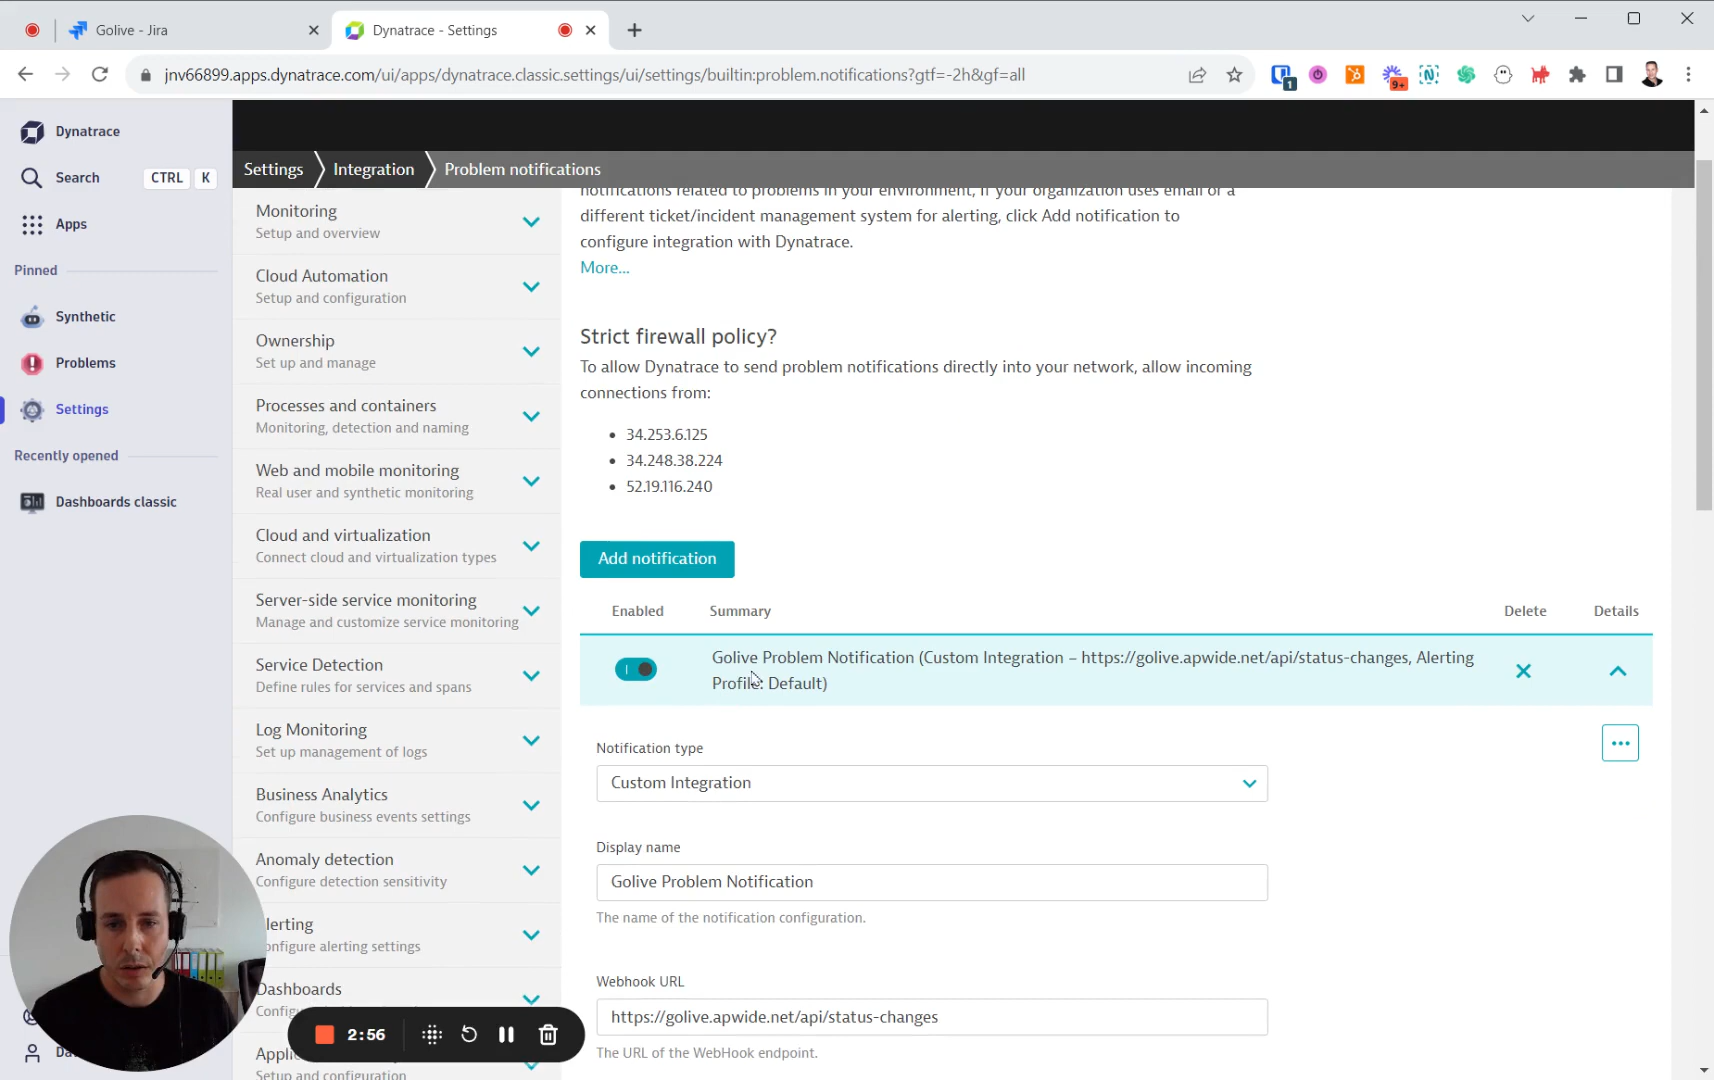 Golive - Jira
Dynatrace - Settings
jnv66899.apps.dynatrace.com/ui/apps/dynatrace.classic.settings/ui/settings/builtin:problem.notifications?gtf=-2h&gf=all
1
9+
Dynatrace
Search CTRL K
Apps
Pinned
Synthetic
Problems
Settings
Recently opened
Dashboards classic
Settings
Integration
Problem notifications
Monitoring
Setup and overview
Cloud Automation
Setup and configuration
Ownership
Set up and manage
Processes and containers
Monitoring, detection and naming
Web and mobile monitoring
Real user and synthetic monitoring
Cloud and virtualization
Connect cloud and virtualization types
Server-side service monitoring
Manage and customize service monitoring
Service Detection
Define rules for services and spans
Log Monitoring
Set up management of logs
Business Analytics
Configure business events settings
Anomaly detection
Configure detection sensitivity
lerting
onfigure alerting settings
Dashboards
Setup and configuration
2:56
notifications related to problems in your environment, if your organization uses email or a
different ticket/incident management system for alerting, click Add notification to
configure integration with Dynatrace.
More...
Strict firewall policy?
To allow Dynatrace to send problem notifications directly into your network, allow incoming
connections from:
• 34.253.6.125
• 34.248.38.224
• 52.19.116.240
Add notification
Enabled Summary Delete Details
Golive Problem Notification (Custom Integration – https://golive.apwide.net/api/status-changes, Alerting
Profile: Default)
Notification type
Custom Integration
Display name
Golive Problem Notification
The name of the notification configuration.
Webhook URL
https://golive.apwide.net/api/status-changes
The URL of the WebHook endpoint.